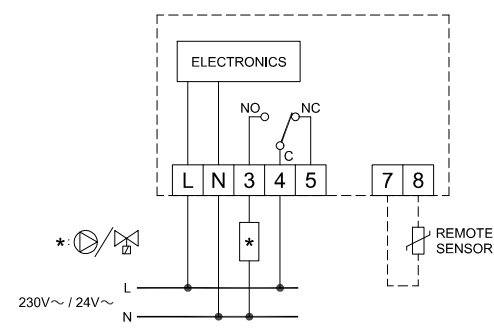 ELECTRONICS
NO NC
C
L N 3 4 5 7 8
*: /
*
REMOTE
SENSOR
L
230V~ / 24V~
N